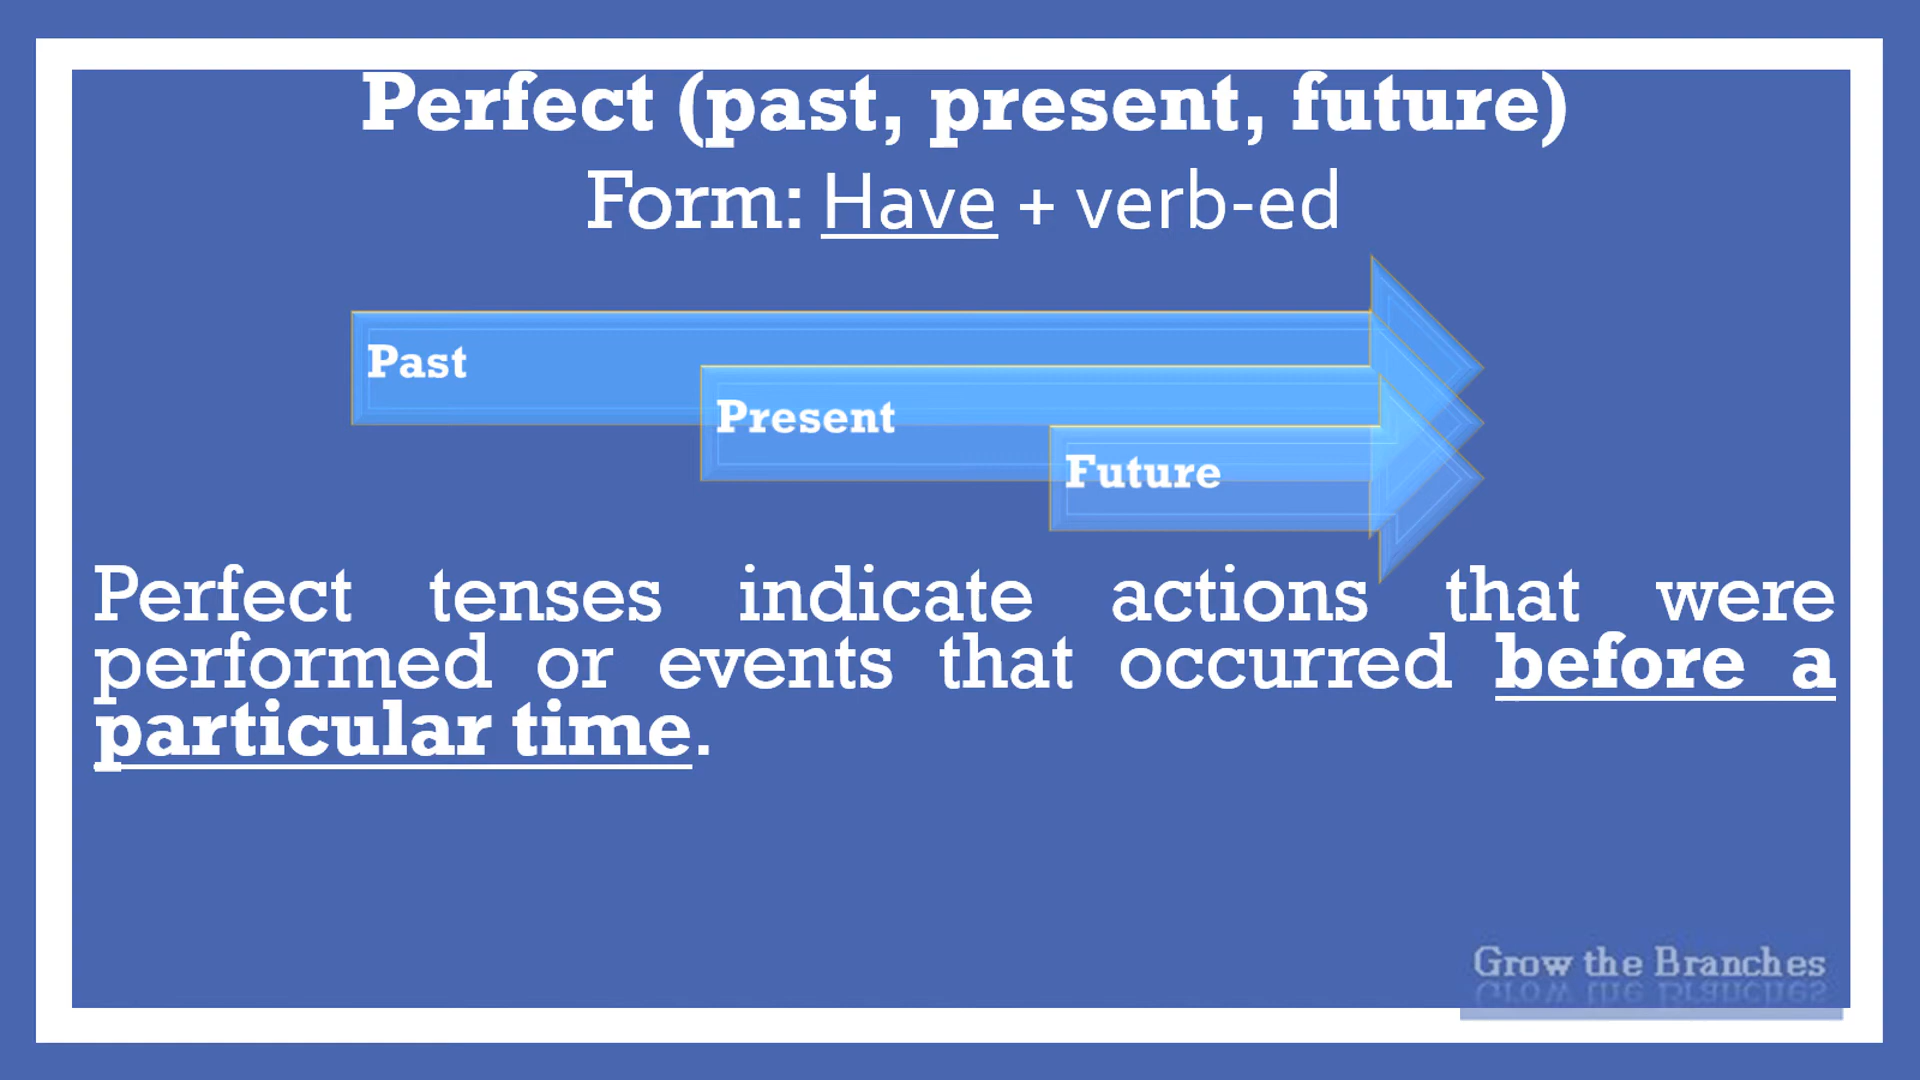 Perfect (past, present, future)
Form: Have + verb-ed
Past
Present
Future
Perfect tenses indicate actions that were
performed or events that occurred before a
particular time.
Grow the Branches